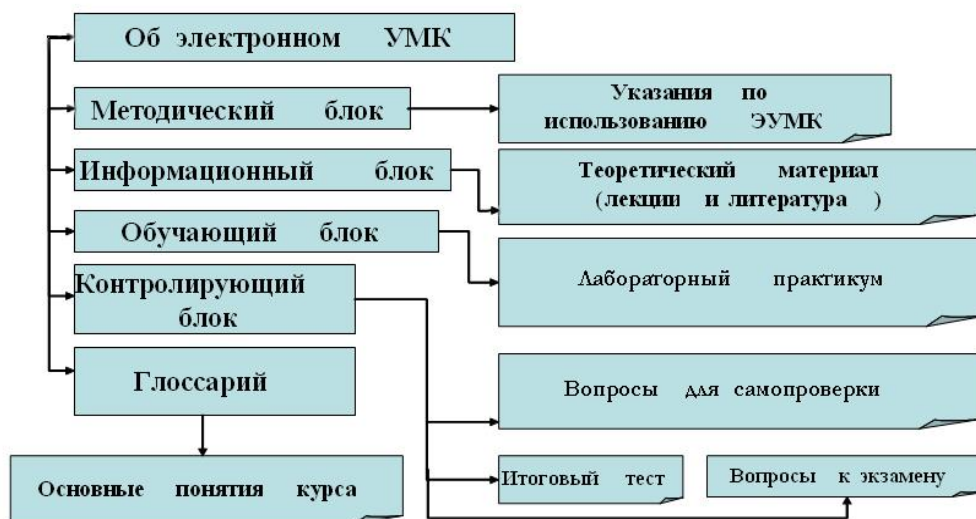 Об электронном УМК
Методический блок
Указания по
использованию ЭУМК
Информационный блок
Теоретический материал
(лекции и литература )
Обучающий блок
Лабораторный практикум
Контролирующий
блок
Глоссарий
Вопросы для самопроверки
Основные понятия курса
Итоговый тест
Вопросы к экзамену